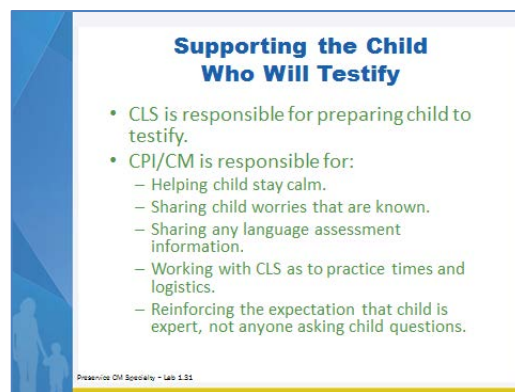 Supporting the Child
Who Will Testify
• CLS is responsible for preparing child to
testify.
• CPI/CM is responsible for:
– Helping child stay calm.
– Sharing child worries that are known.
– Sharing any language assessment
information.
– Working with CLS as to practice times and
logistics.
– Reinforcing the expectation that child is
expert, not anyone asking child questions.
Preservice CM Specialty – Lab 1.31